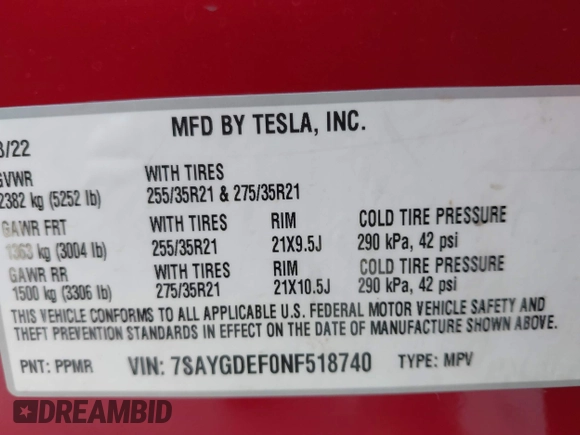 MFD BY TESLA, INC.
/22
GVWR WITH TIRES
2382 kg (5252 lb) 255/35R21 & 275/35R21
GAWR FRT WITH TIRES RIM COLD TIRE PRESSURE
1363 kg (3004 lb) 255/35R21 21X9.5J 290 kPa, 42 psi
GAWR RR WITH TIRES RIM COLD TIRE PRESSURE
1500 kg (3306 lb) 275/35R21 21X10.5J 290 kPa, 42 psi
THIS VEHICLE CONFORMS TO ALL APPLICABLE U.S. FEDERAL MOTOR VEHICLE SAFETY AND
THEFT PREVENTION STANDARDS IN EFFECT ON THE DATE OF MANUFACTURE SHOWN ABOVE.
PNT: PPMR VIN: 7SAYGDEF0NF518740 TYPE: MPV
DREAMBID